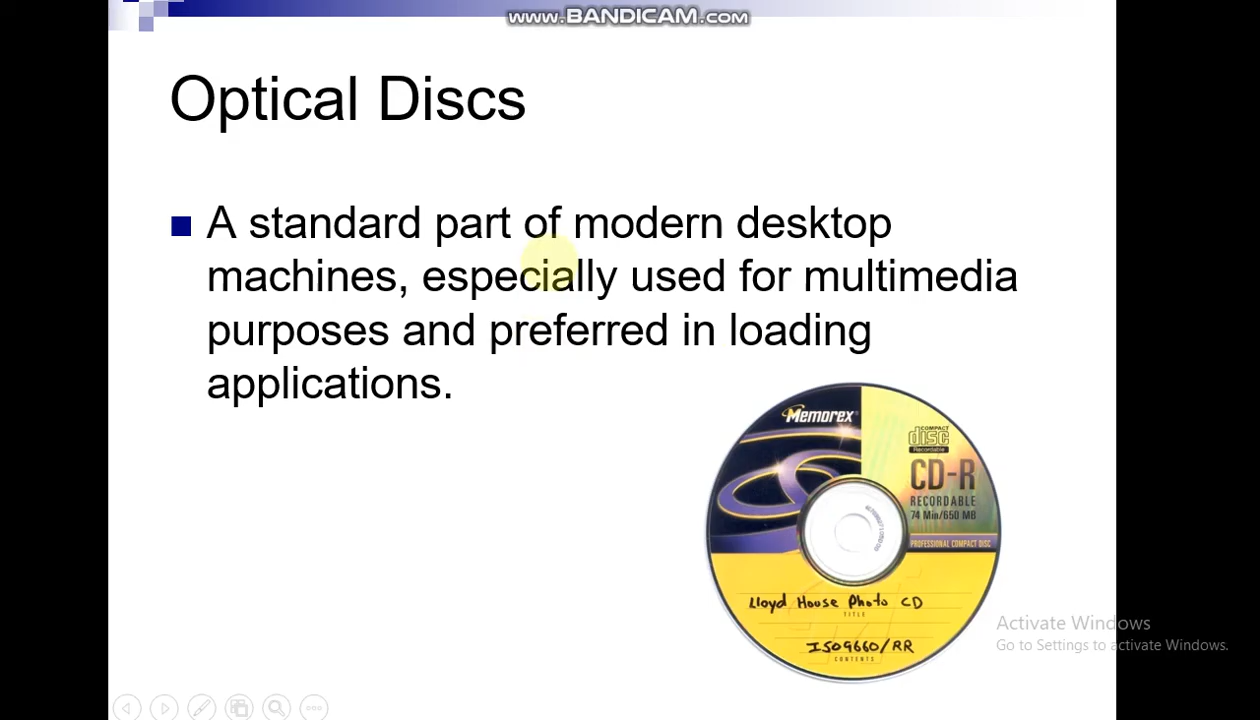 www.BANDICAM.com
Optical Discs
A standard part of modern desktop
machines, especially used for multimedia
purposes and preferred in loading
applications.
Memorex
COMPACT
disc
Recordable
CD-R
RECORDABLE
74 Min/650 MB
PROFESSIONAL COMPACT DISC
Lloyd House Photo CD
TITLE
ISO9660/RR
CONTENTS
Activate Windows
Go to Settings to activate Windows.